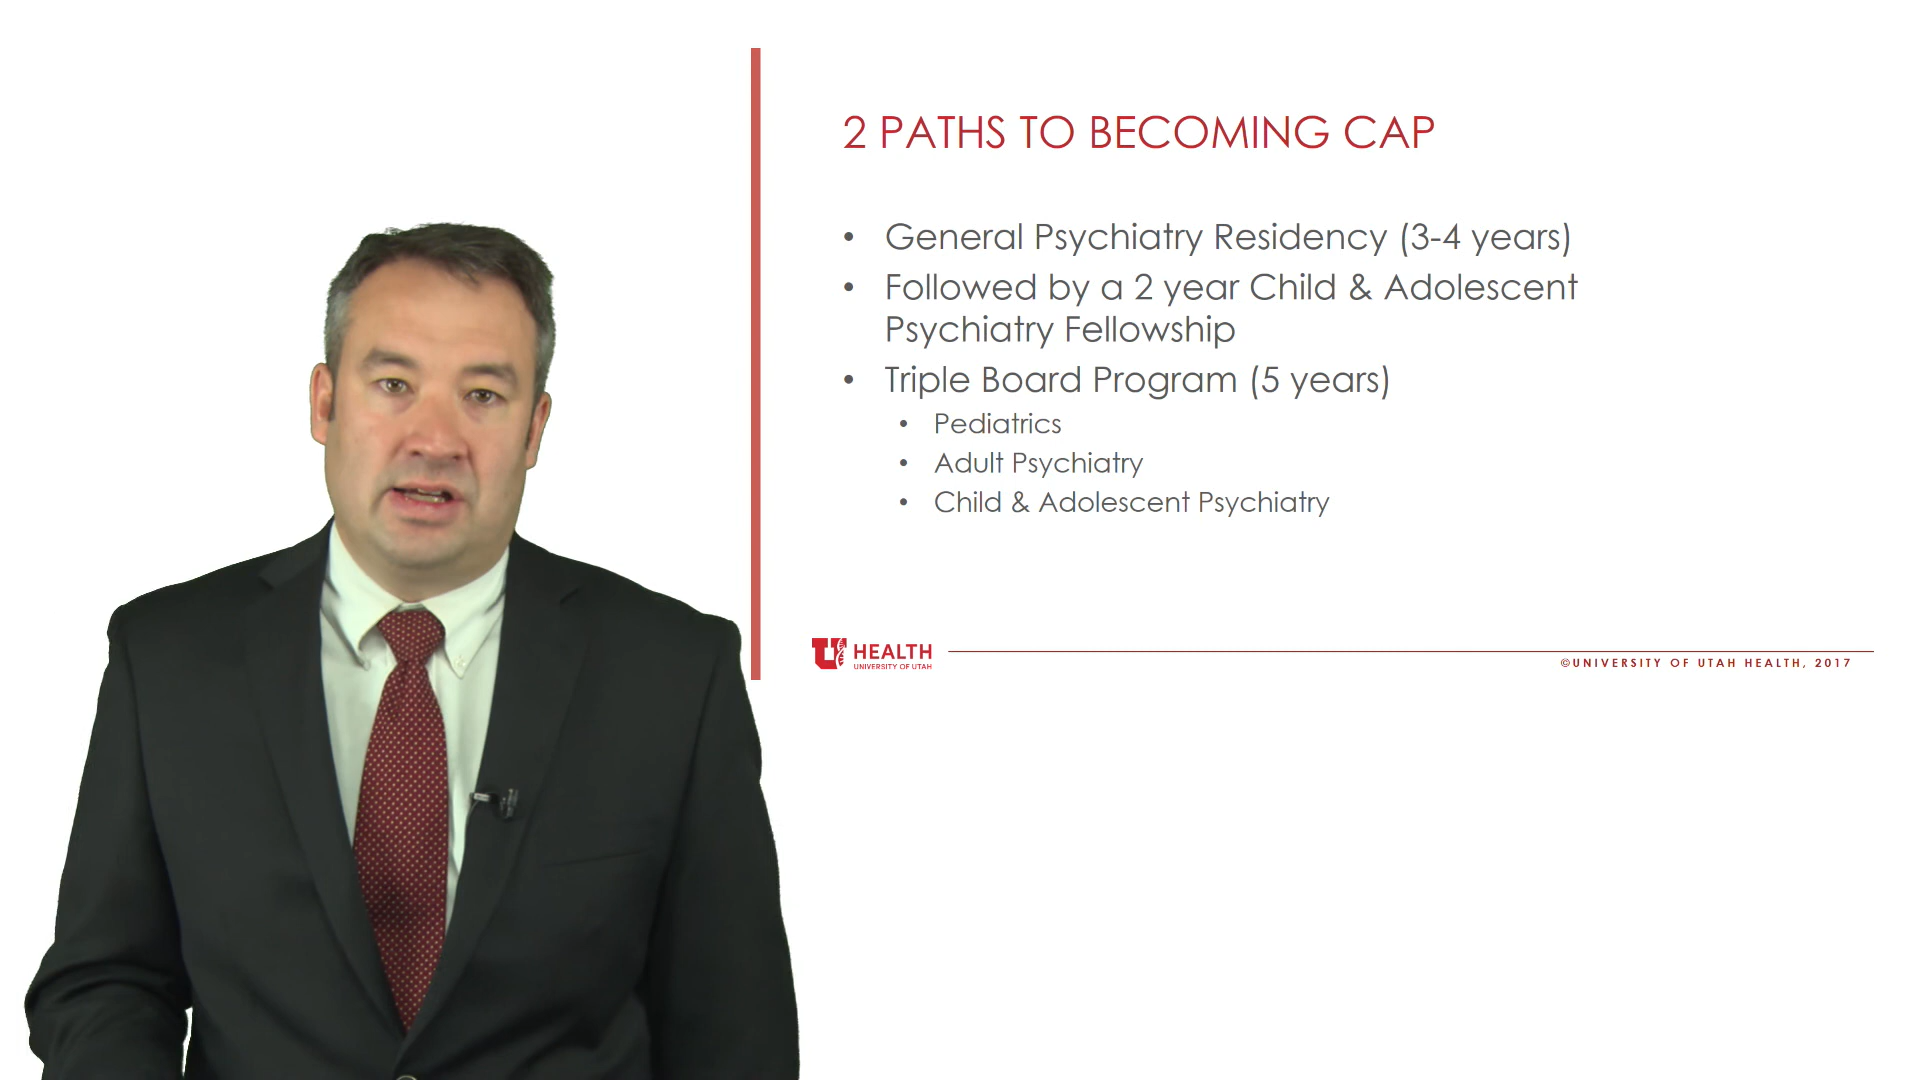 2 PATHS TO BECOMING CAP
• General Psychiatry Residency (3-4 years)
• Followed by a 2 year Child & Adolescent
Psychiatry Fellowship
• Triple Board Program (5 years)
• Pediatrics
• Adult Psychiatry
• Child & Adolescent Psychiatry
U HEALTH
UNIVERSITY OF UTAH
©UNIVERSITY OF UTAH HEALTH, 2017